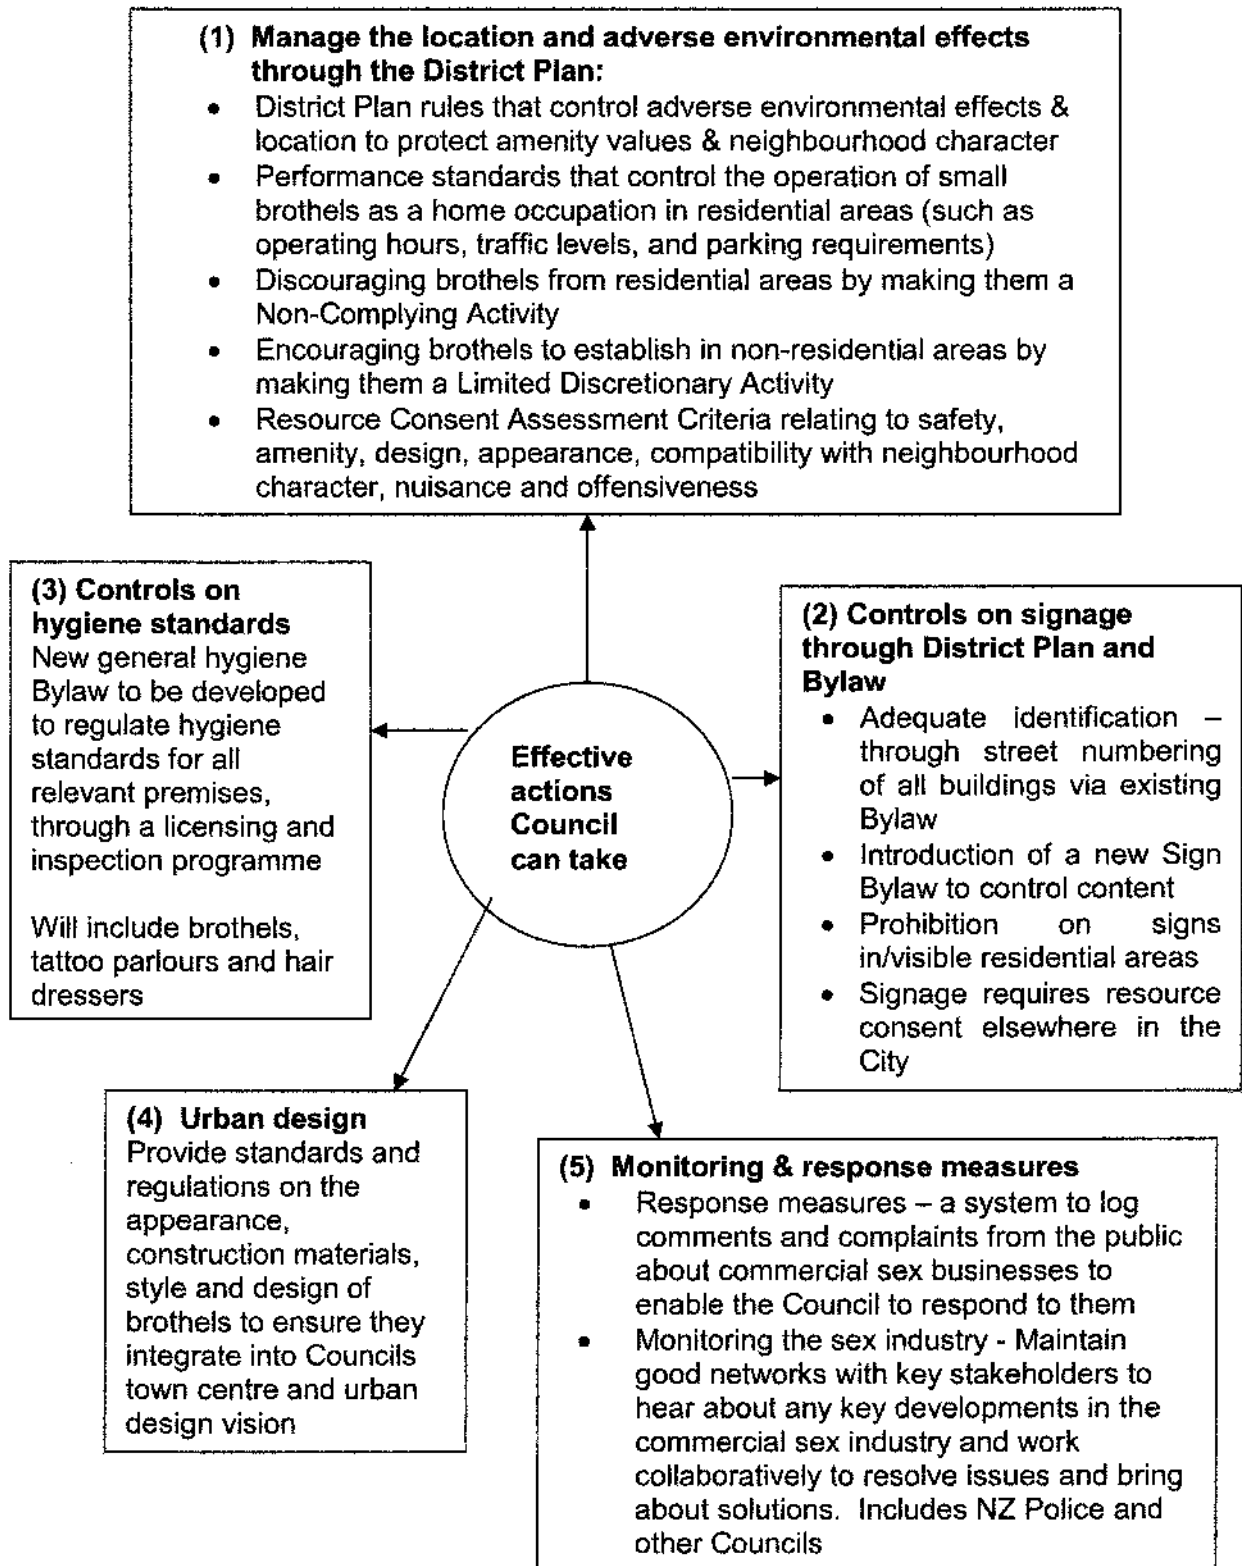 (1) Manage the location and adverse environmental effects
through the District Plan:
• District Plan rules that control adverse environmental effects &
location to protect amenity values & neighbourhood character
• Performance standards that control the operation of small
brothels as a home occupation in residential areas (such as
operating hours, traffic levels, and parking requirements)
• Discouraging brothels from residential areas by making them a
Non-Complying Activity
• Encouraging brothels to establish in non-residential areas by
making them a Limited Discretionary Activity
• Resource Consent Assessment Criteria relating to safety,
amenity, design, appearance, compatibility with neighbourhood
character, nuisance and offensiveness
(2) Controls on signage
through District Plan and
Bylaw
• Adequate identification –
through street numbering
of all buildings via existing
Bylaw
• Introduction of a new Sign
Bylaw to control content
• Prohibition on signs
in/visible residential areas
• Signage requires resource
consent elsewhere in the
City
(3) Controls on
hygiene standards
New general hygiene
Bylaw to be developed
to regulate hygiene
standards for all
relevant premises,
through a licensing and
inspection programme
Will include brothels,
tattoo parlours and hair
dressers
Effective
actions
Council
can take
(4) Urban design
Provide standards and
regulations on the
appearance,
construction materials,
style and design of
brothels to ensure they
integrate into Councils
town centre and urban
design vision
(5) Monitoring & response measures
• Response measures – a system to log
comments and complaints from the public
about commercial sex businesses to
enable the Council to respond to them
• Monitoring the sex industry - Maintain
good networks with key stakeholders to
hear about any key developments in the
commercial sex industry and work
collaboratively to resolve issues and bring
about solutions. Includes NZ Police and
other Councils